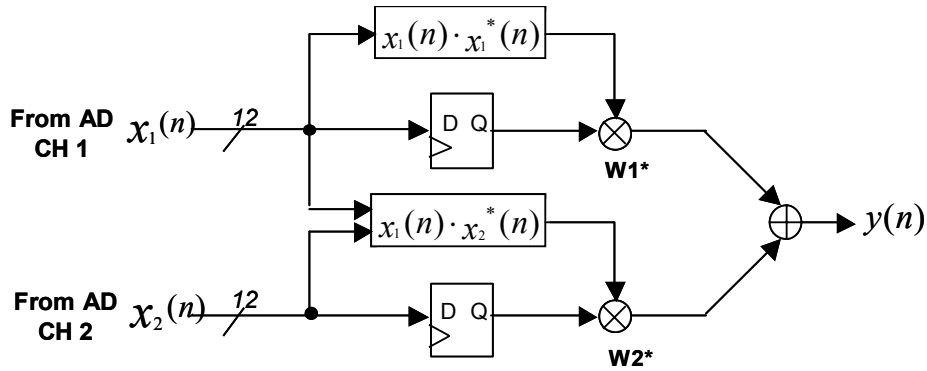 x₁(n) · x₁*(n)
From AD
CH 1
x₁(n)
12
D Q
W1*
x₁(n) · x₂*(n)
y(n)
From AD
CH 2
x₂(n)
12
D Q
W2*